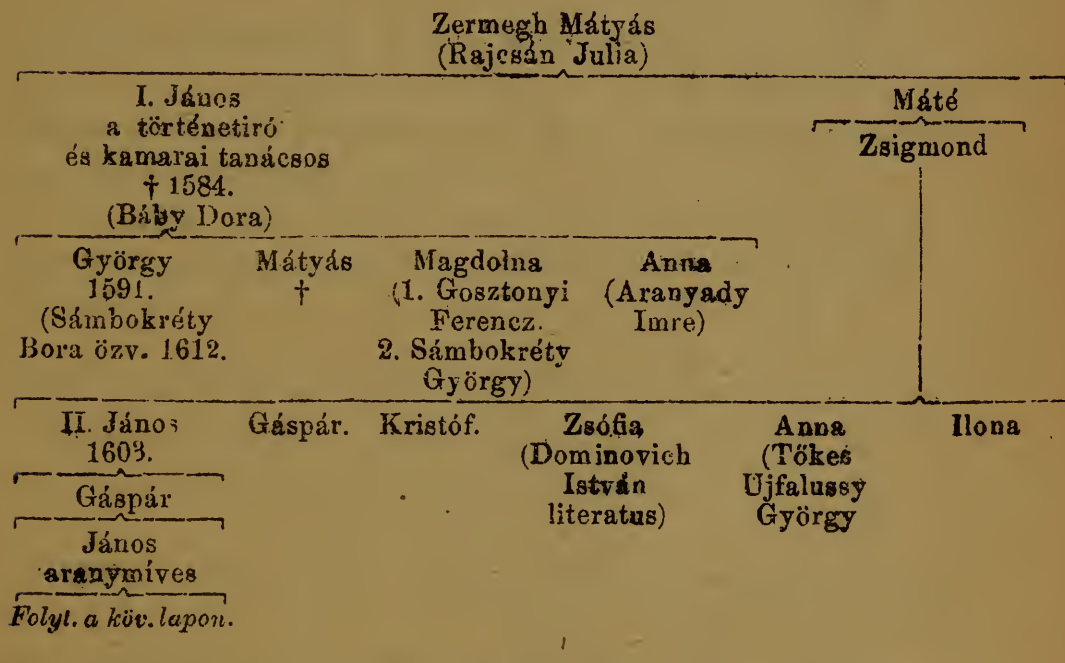 Zermegh Mátyás
(Rajcsán Julia)
I. János
a történetiró
és kamarai tanácsos
† 1584.
(Báby Dora)
Máté
Zsigmond
György
1591.
(Sámbokréty
Bora özv. 1612.
Mátyás
†
Magdolna
(1. Gosztonyi
Ferencz.
2. Sámbokréty
György)
Anna
(Aranyady
Imre)
II. János
1603.
Gáspár.
Kristóf.
Zsófia
(Dominovich
István
literatus)
Anna
(Tőkés
Ujfalussy
György
Ilona
Gáspár
János
aranymíves
Folyt. a köv. lapon.